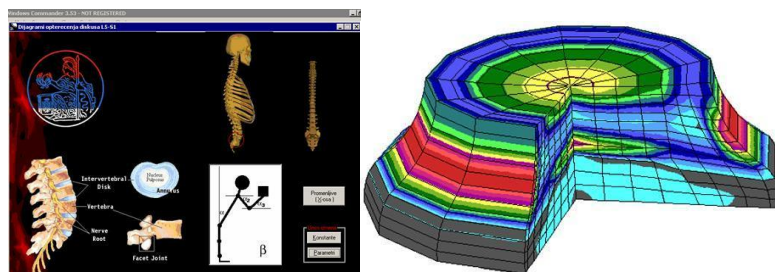 Windows Commander 3.53 - NOT REGISTERED
Dijagrami opterecenja diskusa L5-S1
Intervertebral
Disk
Nucleus
Pulposus
Annulus
Vertebra
Nerve
Root
Facet Joint
β
Promenljive
(X-osa)
Konstante
Parametri